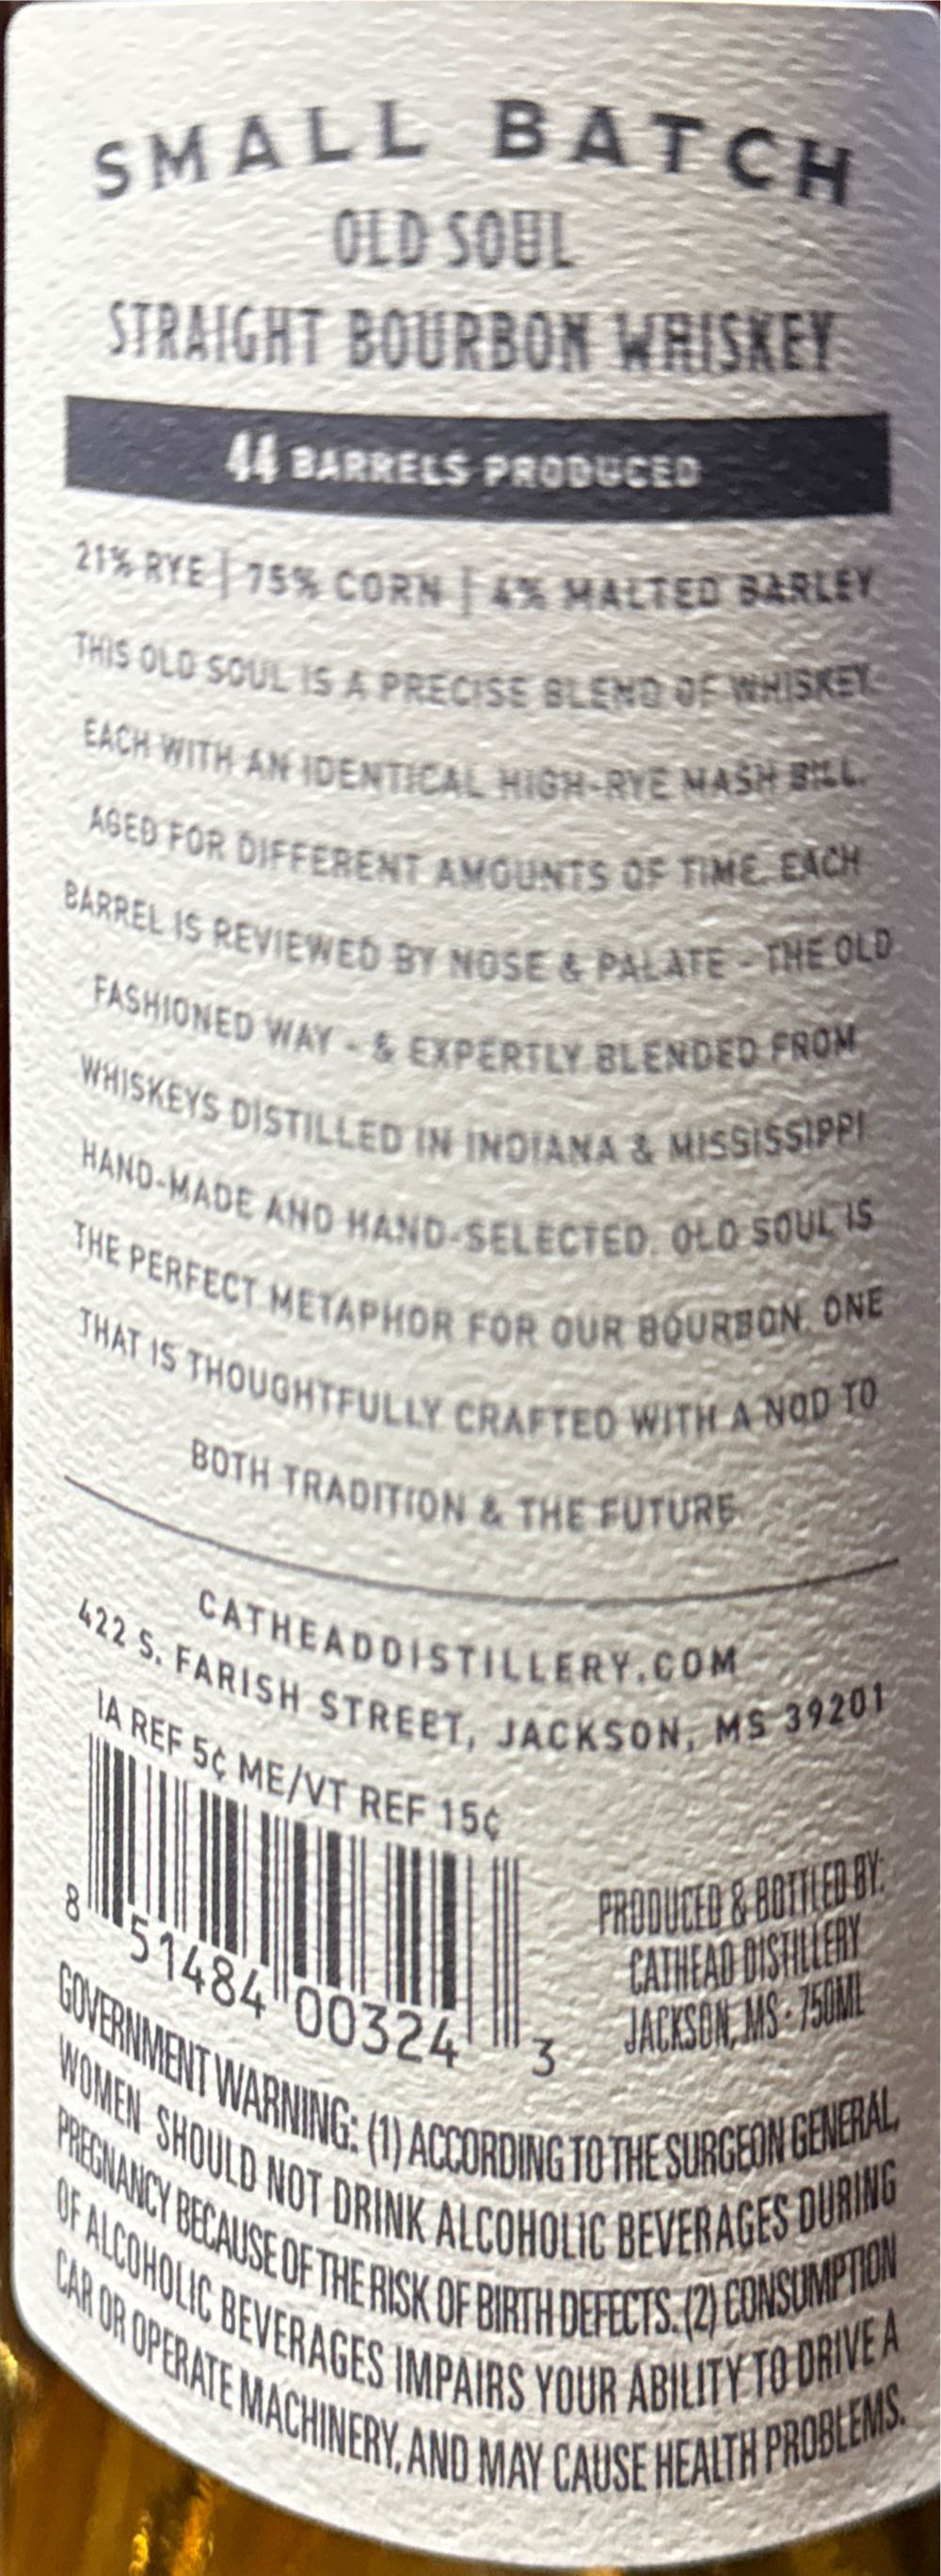 SMALL BATCH
OLD SOUL
STRAIGHT BOURBON WHISKEY
44 BARRELS PRODUCED
21% RYE | 75% CORN | 4% MALTED BARLEY
THIS OLD SOUL IS A PRECISE BLEND OF WHISKEY.
EACH WITH AN IDENTICAL HIGH-RYE MASH BILL.
AGED FOR DIFFERENT AMOUNTS OF TIME. EACH
BARREL IS REVIEWED BY NOSE & PALATE - THE OLD
FASHIONED WAY - & EXPERTLY BLENDED FROM
WHISKEYS DISTILLED IN INDIANA & MISSISSIPPI.
HAND-MADE AND HAND-SELECTED. OLD SOUL IS
THE PERFECT METAPHOR FOR OUR BOURBON. ONE
THAT IS THOUGHTFULLY CRAFTED WITH A NOD TO
BOTH TRADITION & THE FUTURE.
CATHEADDISTILLERY.COM
422 S. FARISH STREET, JACKSON, MS 39201
IA REF 5¢ ME/VT REF 15¢
8 51484 00324 3
PRODUCED & BOTTLED BY:
CATHEAD DISTILLERY
JACKSON, MS · 750ML
GOVERNMENT WARNING: (1) ACCORDING TO THE SURGEON GENERAL,
WOMEN SHOULD NOT DRINK ALCOHOLIC BEVERAGES DURING
PREGNANCY BECAUSE OF THE RISK OF BIRTH DEFECTS. (2) CONSUMPTION
OF ALCOHOLIC BEVERAGES IMPAIRS YOUR ABILITY TO DRIVE A
CAR OR OPERATE MACHINERY, AND MAY CAUSE HEALTH PROBLEMS.